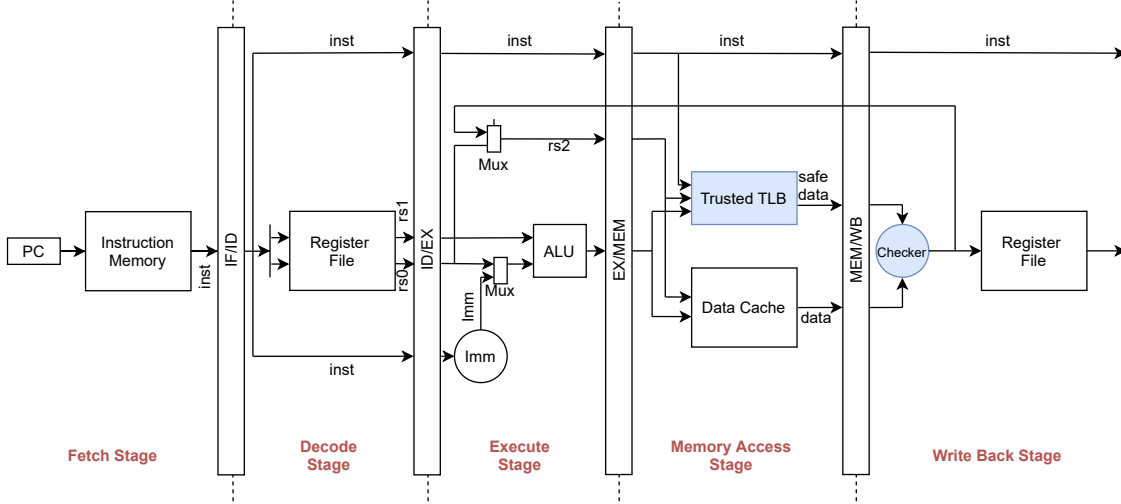 inst
inst
inst
inst
rs2
Mux
safe
data
Trusted TLB
PC
Instruction
Memory
inst
IF/ID
Register
File
rs1
rs0
ID/EX
ALU
Mux
Imm
Imm
EX/MEM
Data Cache
data
MEM/WB
Checker
Register
File
inst
Fetch Stage
Decode
Stage
Execute
Stage
Memory Access
Stage
Write Back Stage